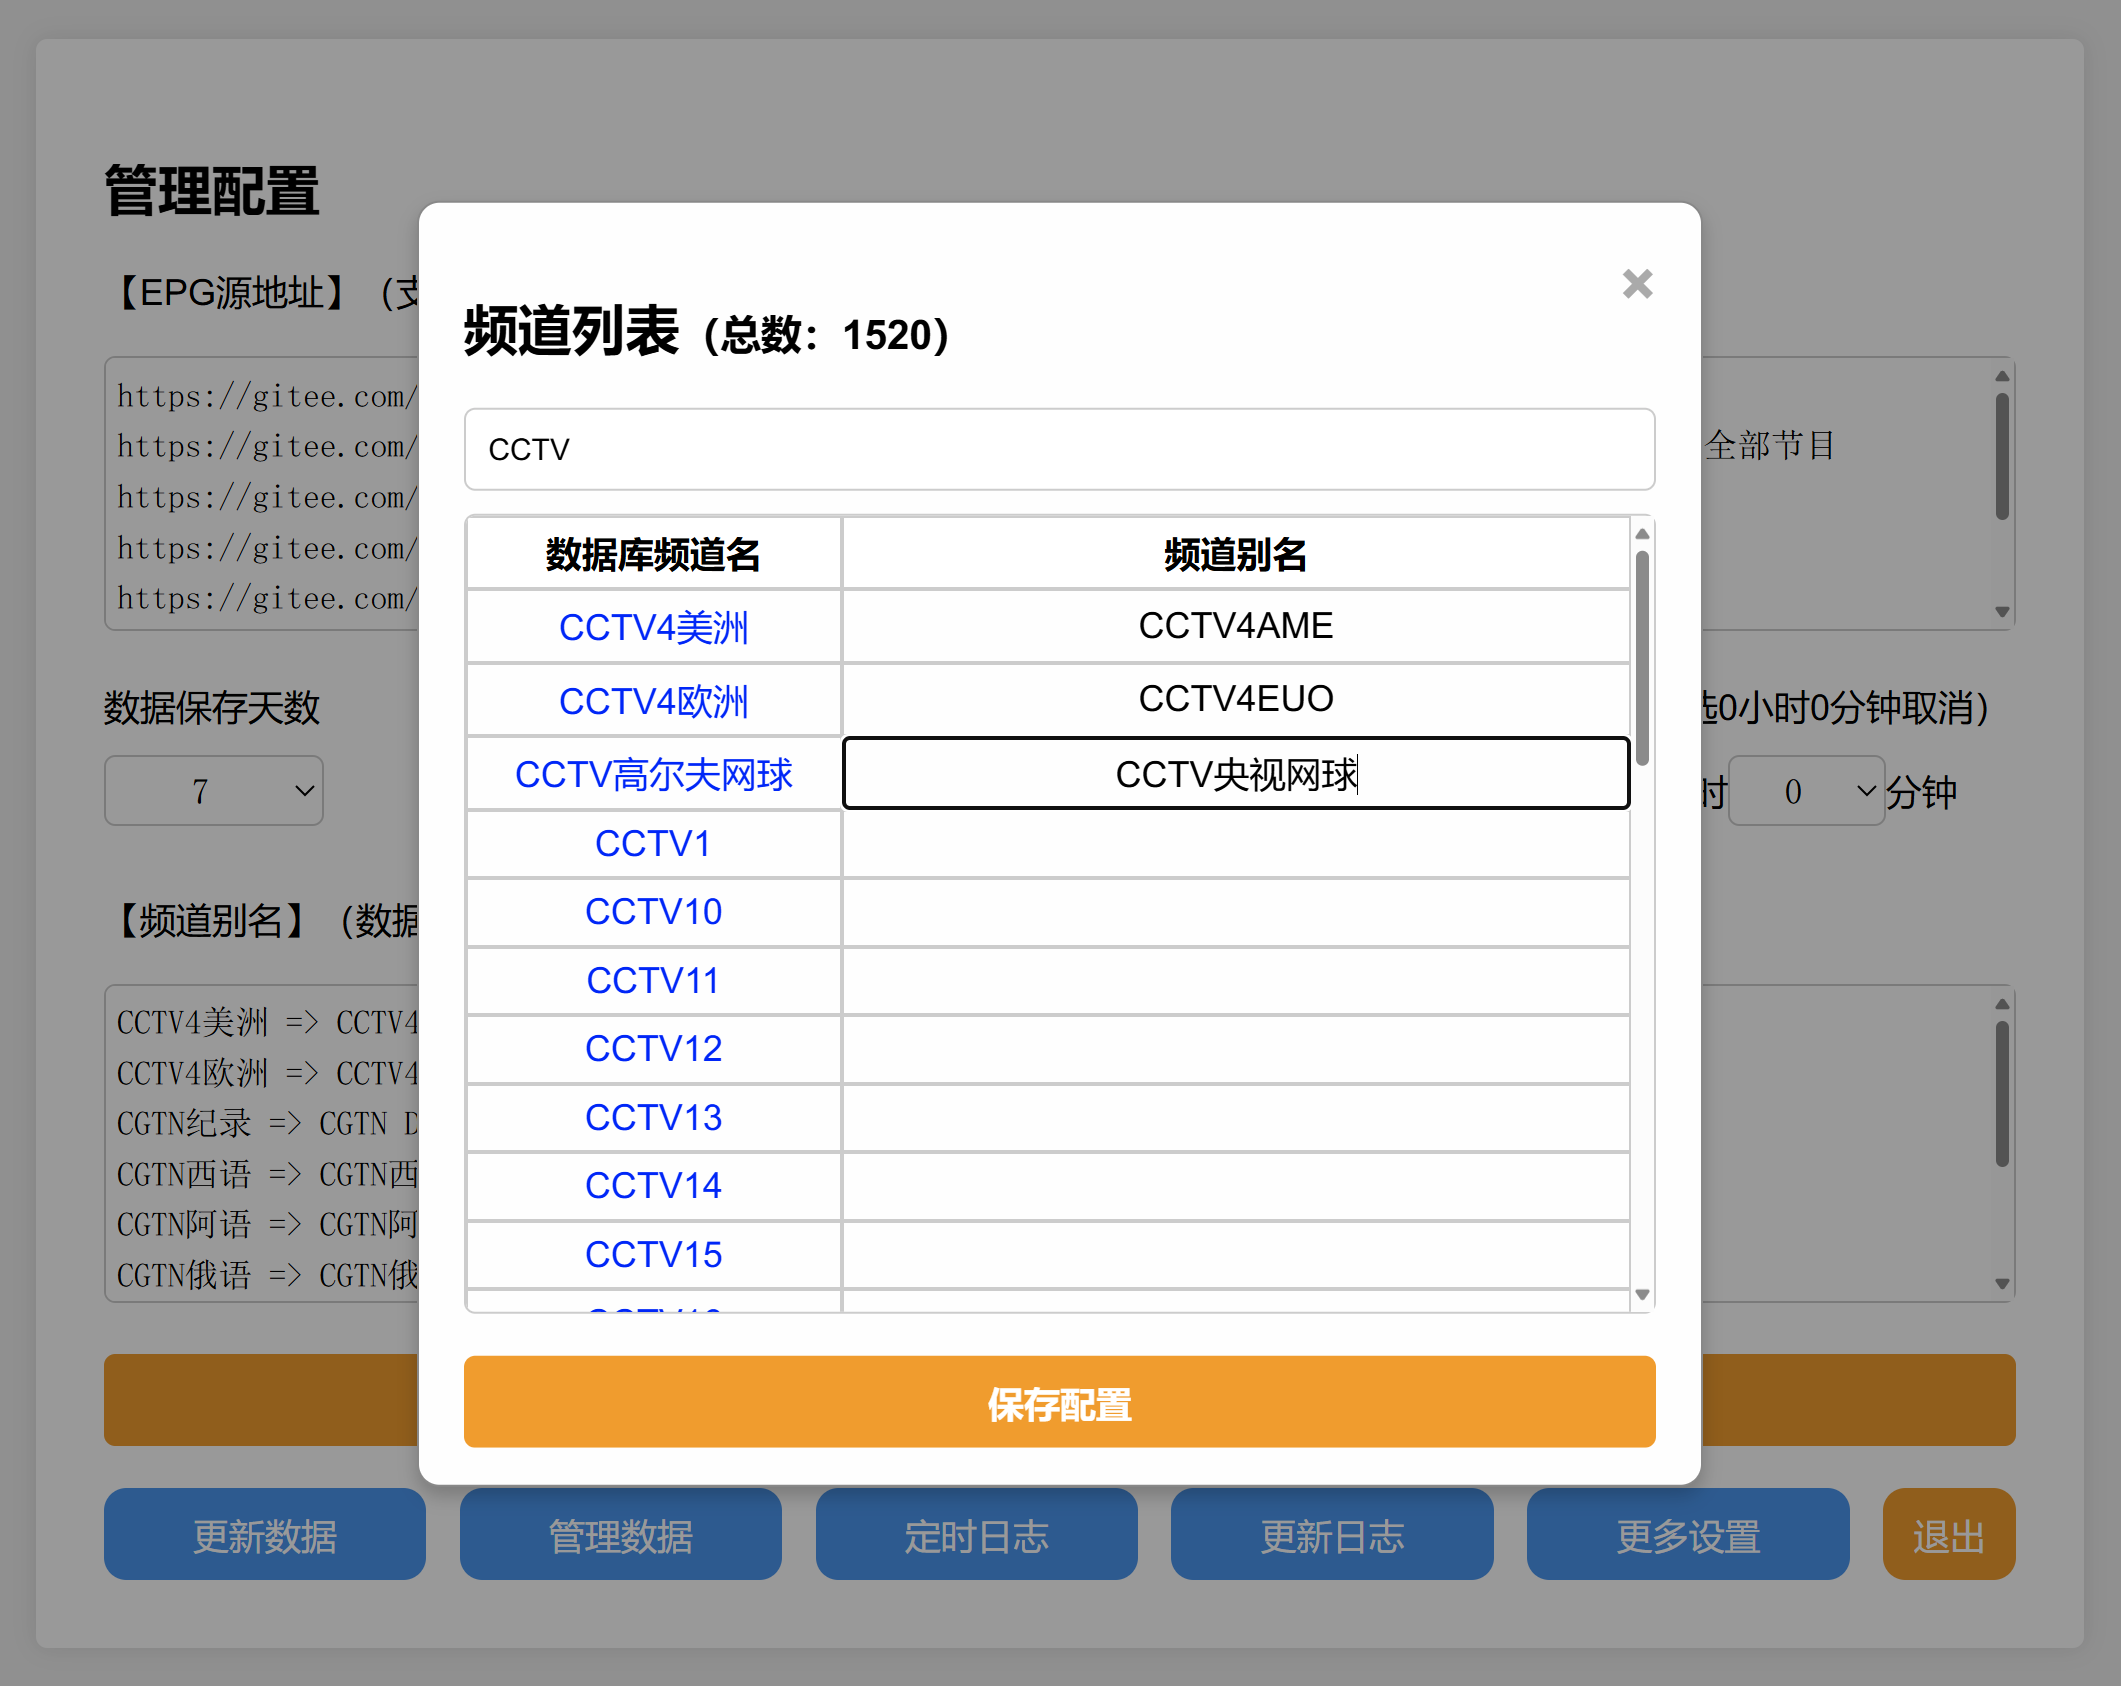 管理配置
【EPG源地址】（支
https://gitee.com/
https://gitee.com/ 全部节目
https://gitee.com/
https://gitee.com/
https://gitee.com/
数据保存天数 选0小时0分钟取消）
7 时 0 分钟
【频道别名】（数据
CCTV4美洲 => CCTV4
CCTV4欧洲 => CCTV4
CGTN纪录 => CGTN D
CGTN西语 => CGTN西
CGTN阿语 => CGTN阿
CGTN俄语 => CGTN俄
×
频道列表（总数：1520）
CCTV
数据库频道名 频道别名
CCTV4美洲 CCTV4AME
CCTV4欧洲 CCTV4EUO
CCTV高尔夫网球 CCTV央视网球
CCTV1
CCTV10
CCTV11
CCTV12
CCTV13
CCTV14
CCTV15
保存配置
更新数据 管理数据 定时日志 更新日志 更多设置 退出